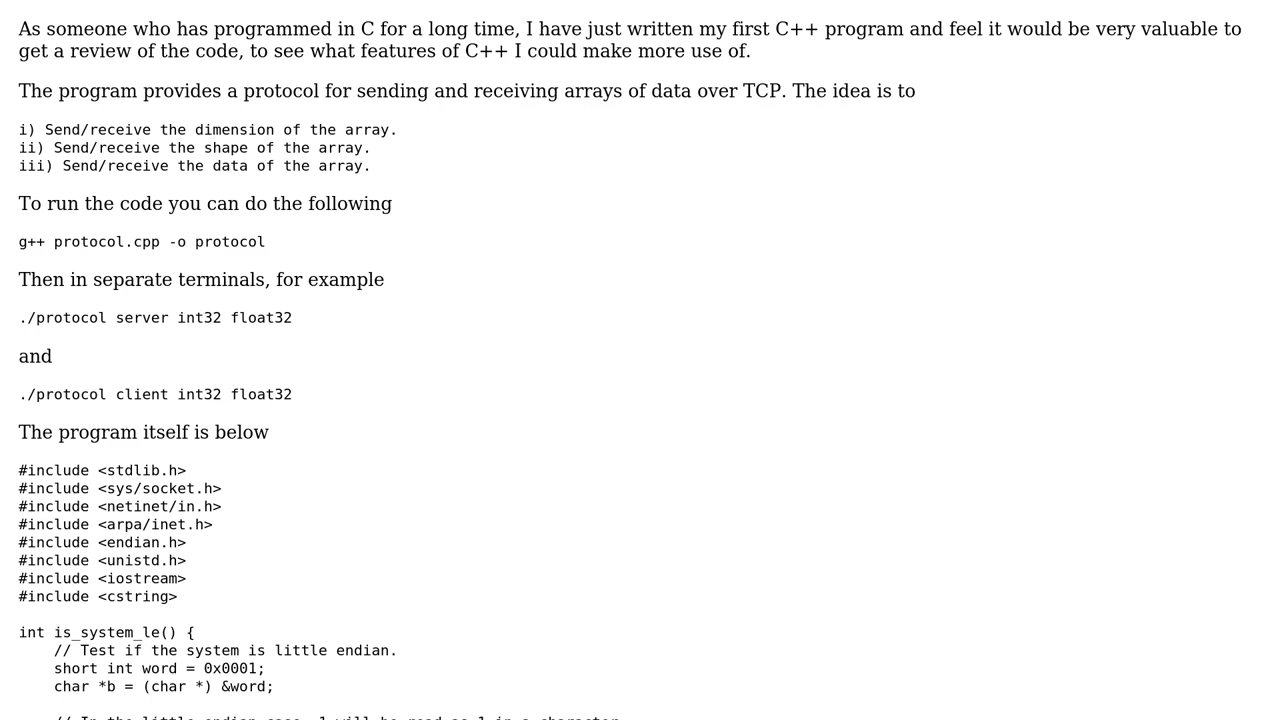 As someone who has programmed in C for a long time, I have just written my first C++ program and feel it would be very valuable to
get a review of the code, to see what features of C++ I could make more use of.
The program provides a protocol for sending and receiving arrays of data over TCP. The idea is to
i) Send/receive the dimension of the array.
ii) Send/receive the shape of the array.
iii) Send/receive the data of the array.
To run the code you can do the following
g++ protocol.cpp -o protocol
Then in separate terminals, for example
./protocol server int32 float32
and
./protocol client int32 float32
The program itself is below
#include <stdlib.h>
#include <sys/socket.h>
#include <netinet/in.h>
#include <arpa/inet.h>
#include <endian.h>
#include <unistd.h>
#include <iostream>
#include <cstring>
int is_system_le() {
    // Test if the system is little endian.
    short int word = 0x0001;
    char *b = (char *) &word;